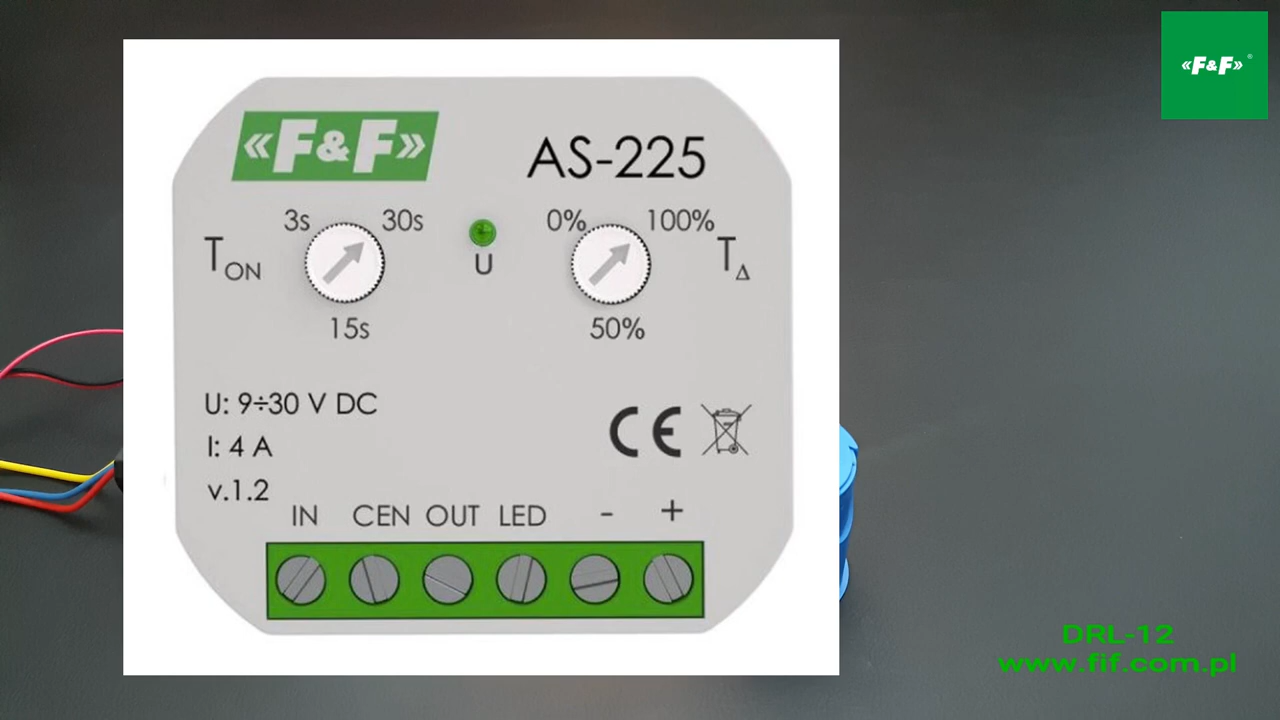 «F&F»®
«F&F»
AS-225
3s 30s
0% 100%
TON
U
T∆
15s
50%
U: 9÷30 V DC
I: 4 A
v.1.2
CE
IN CEN OUT LED - +
DRL-12
www.fif.com.pl